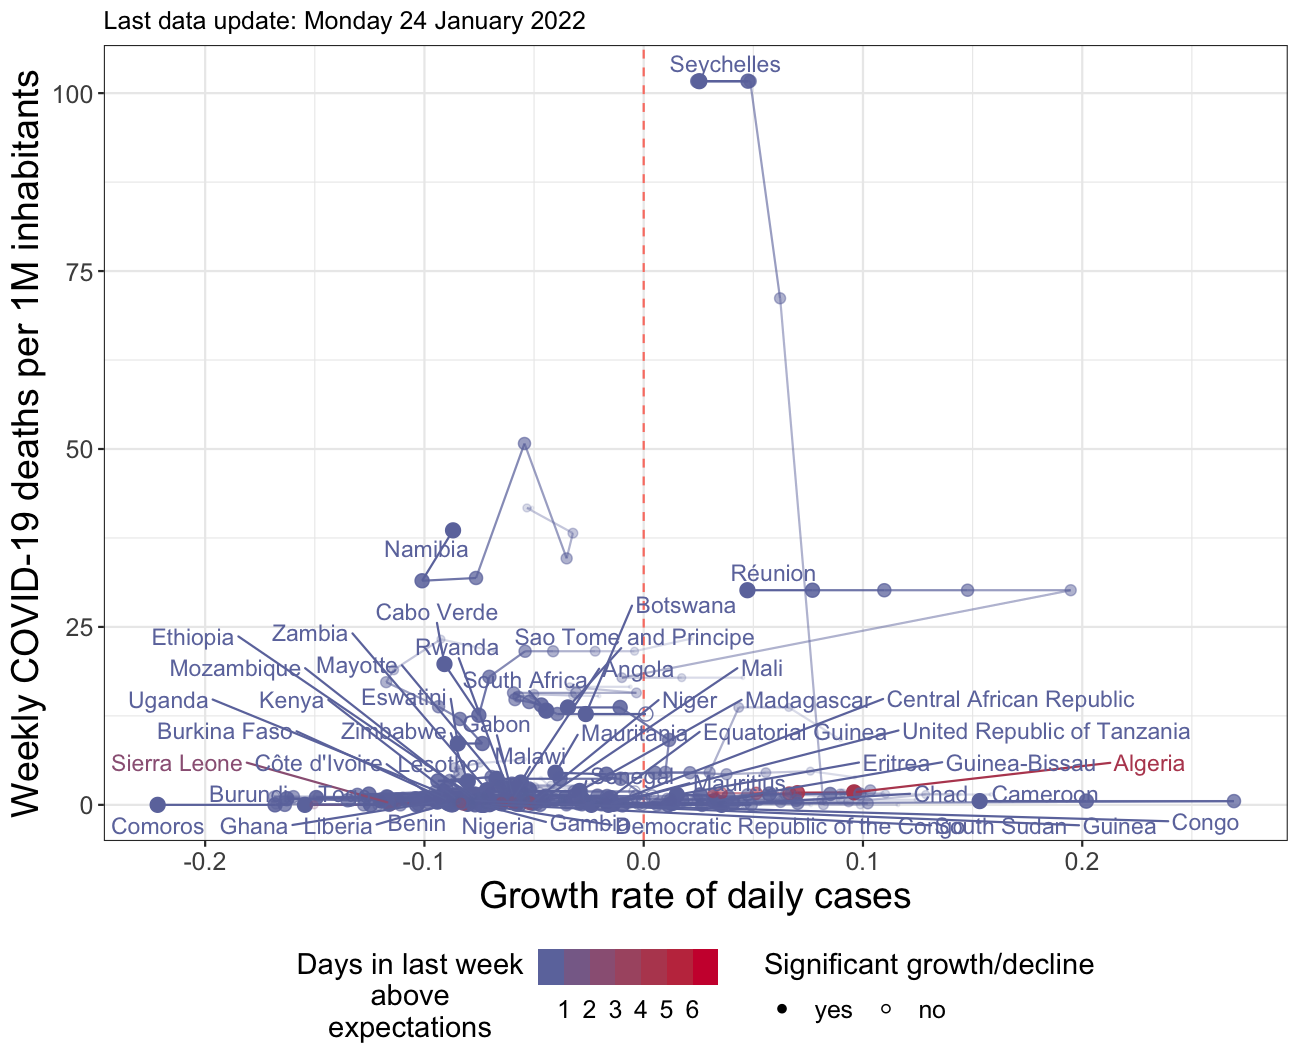 Last data update: Monday 24 January 2022
Weekly COVID-19 deaths per 1M inhabitants
100
75
50
25
0
Seychelles
Namibia
Réunion
Cabo Verde
Botswana
Ethiopia
Zambia
Rwanda
Sao Tome and Principe
Mozambique
Mayotte
South Africa
Angola
Mali
Uganda
Kenya
Eswatini
Niger
Madagascar
Central African Republic
Burkina Faso
Zimbabwe
Gabon
Mauritania
Equatorial Guinea
United Republic of Tanzania
Sierra Leone
Côte d'Ivoire
Lesotho
Malawi
Senegal
Mauritius
Eritrea
Guinea-Bissau
Algeria
Burundi
Chad
Cameroon
Comoros
Ghana
Liberia
Benin
Nigeria
Gambia
Democratic Republic of the Congo
South Sudan
Guinea
Congo
-0.2
-0.1
0.0
0.1
0.2
Growth rate of daily cases
Days in last week
above
expectations
1 2 3 4 5 6
Significant growth/decline
yes
no